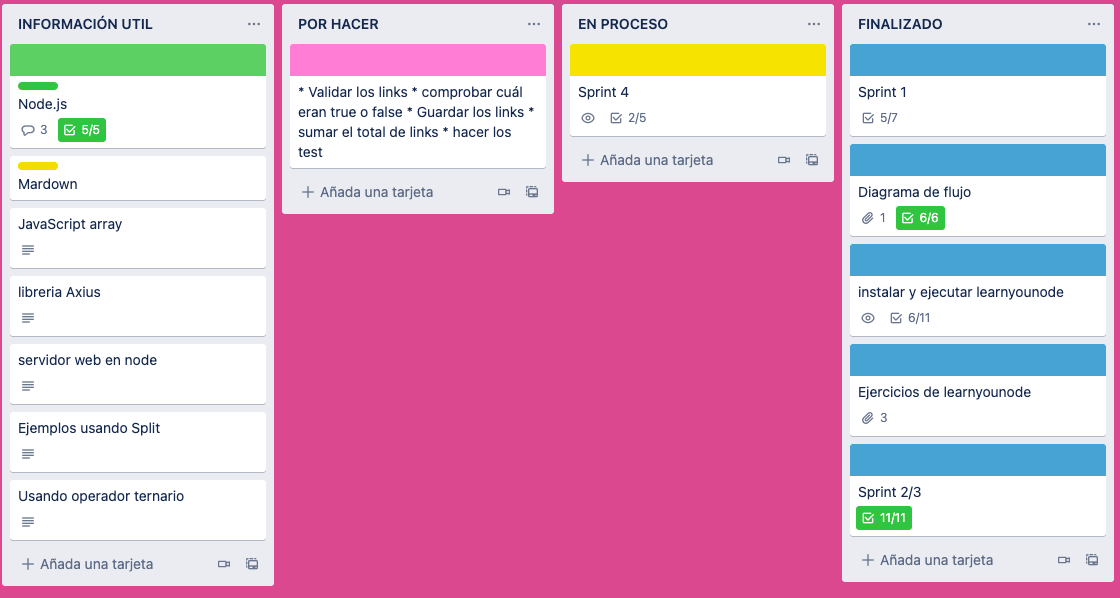 INFORMACIÓN UTIL
Node.js
3 5/5
Mardown
JavaScript array
libreria Axius
servidor web en node
Ejemplos usando Split
Usando operador ternario
Añada una tarjeta
POR HACER
* Validar los links * comprobar cuál
eran true o false * Guardar los links *
sumar el total de links * hacer los
test
Añada una tarjeta
EN PROCESO
Sprint 4
2/5
Añada una tarjeta
FINALIZADO
Sprint 1
5/7
Diagrama de flujo
1 6/6
instalar y ejecutar learnyounode
6/11
Ejercicios de learnyounode
3
Sprint 2/3
11/11
Añada una tarjeta